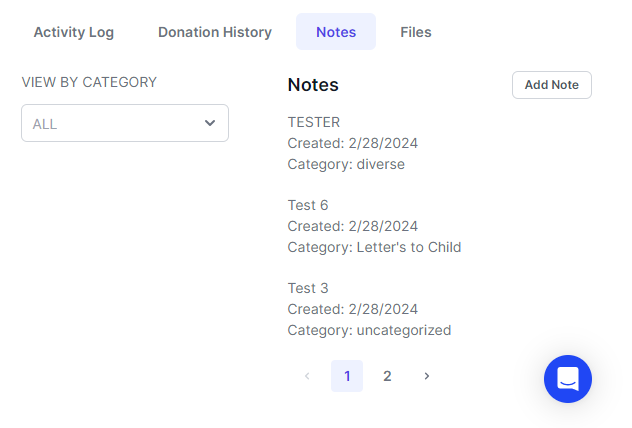 Activity Log Donation History Notes Files
VIEW BY CATEGORY
ALL
Notes
Add Note
TESTER
Created: 2/28/2024
Category: diverse
Test 6
Created: 2/28/2024
Category: Letter's to Child
Test 3
Created: 2/28/2024
Category: uncategorized
1 2